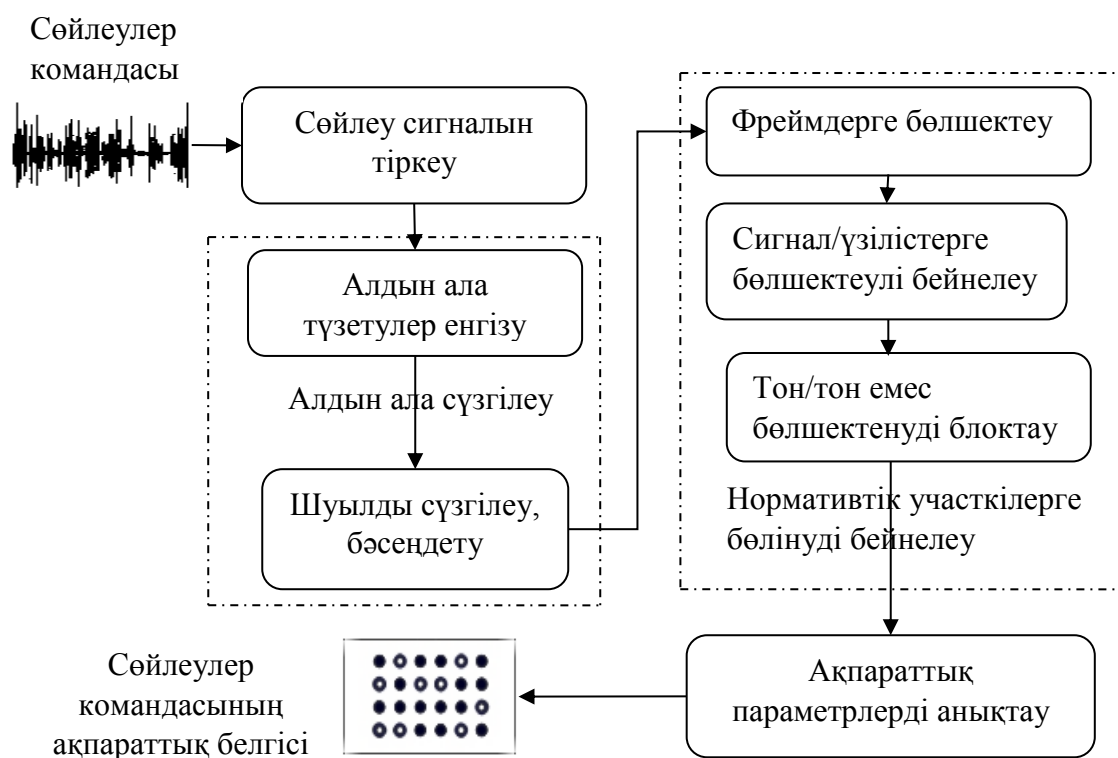 Сөйлеулер
командасы
Сөйлеу сигналын
тіркеу
Алдын ала
түзетулер енгізу
Алдын ала сүзгілеу
Шуылды сүзгілеу,
бәсеңдету
Фреймдерге бөлшектеу
Сигнал/үзілістерге
бөлшектеулі бейнелеу
Тон/тон емес
бөлшектенуді блоктау
Нормативтік участкілерге
бөлінуді бейнелеу
Ақпараттық
параметрлерді анықтау
Сөйлеулер
командасының
ақпараттық белгісі